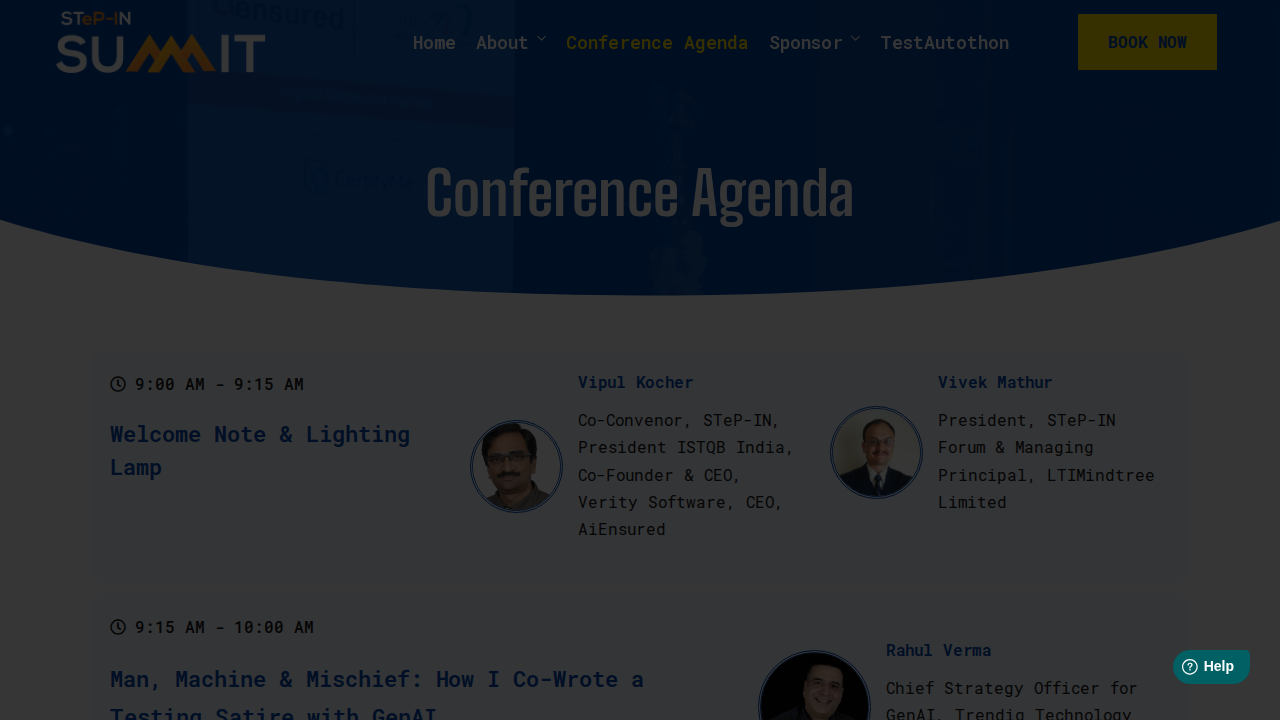 STeP-IN
SUMMIT
Home About Conference Agenda Sponsor TestAutothon
BOOK NOW
Conference Agenda
9:00 AM - 9:15 AM
Welcome Note & Lighting
Lamp
Vipul Kocher
Co-Convenor, STeP-IN,
President ISTQB India,
Co-Founder & CEO,
Verity Software, CEO,
AiEnsured
Vivek Mathur
President, STeP-IN
Forum & Managing
Principal, LTIMindtree
Limited
9:15 AM - 10:00 AM
Man, Machine & Mischief: How I Co-Wrote a
Testing Satire with GenAI
Rahul Verma
Chief Strategy Officer for
GenAI, Trendig Technology
Help